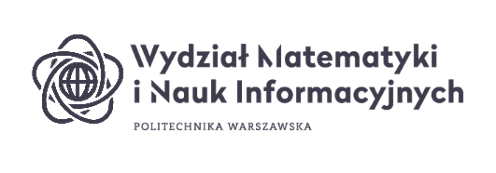 Wydział Matematyki
i Nauk Informacyjnych
POLITECHNIKA WARSZAWSKA